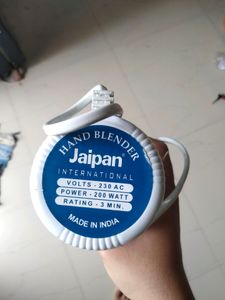 HAND BLENDER
Jaipan®
INTERNATIONAL
VOLTS - 230 AC
POWER - 200 WATT
RATING - 3 MIN.
MADE IN INDIA